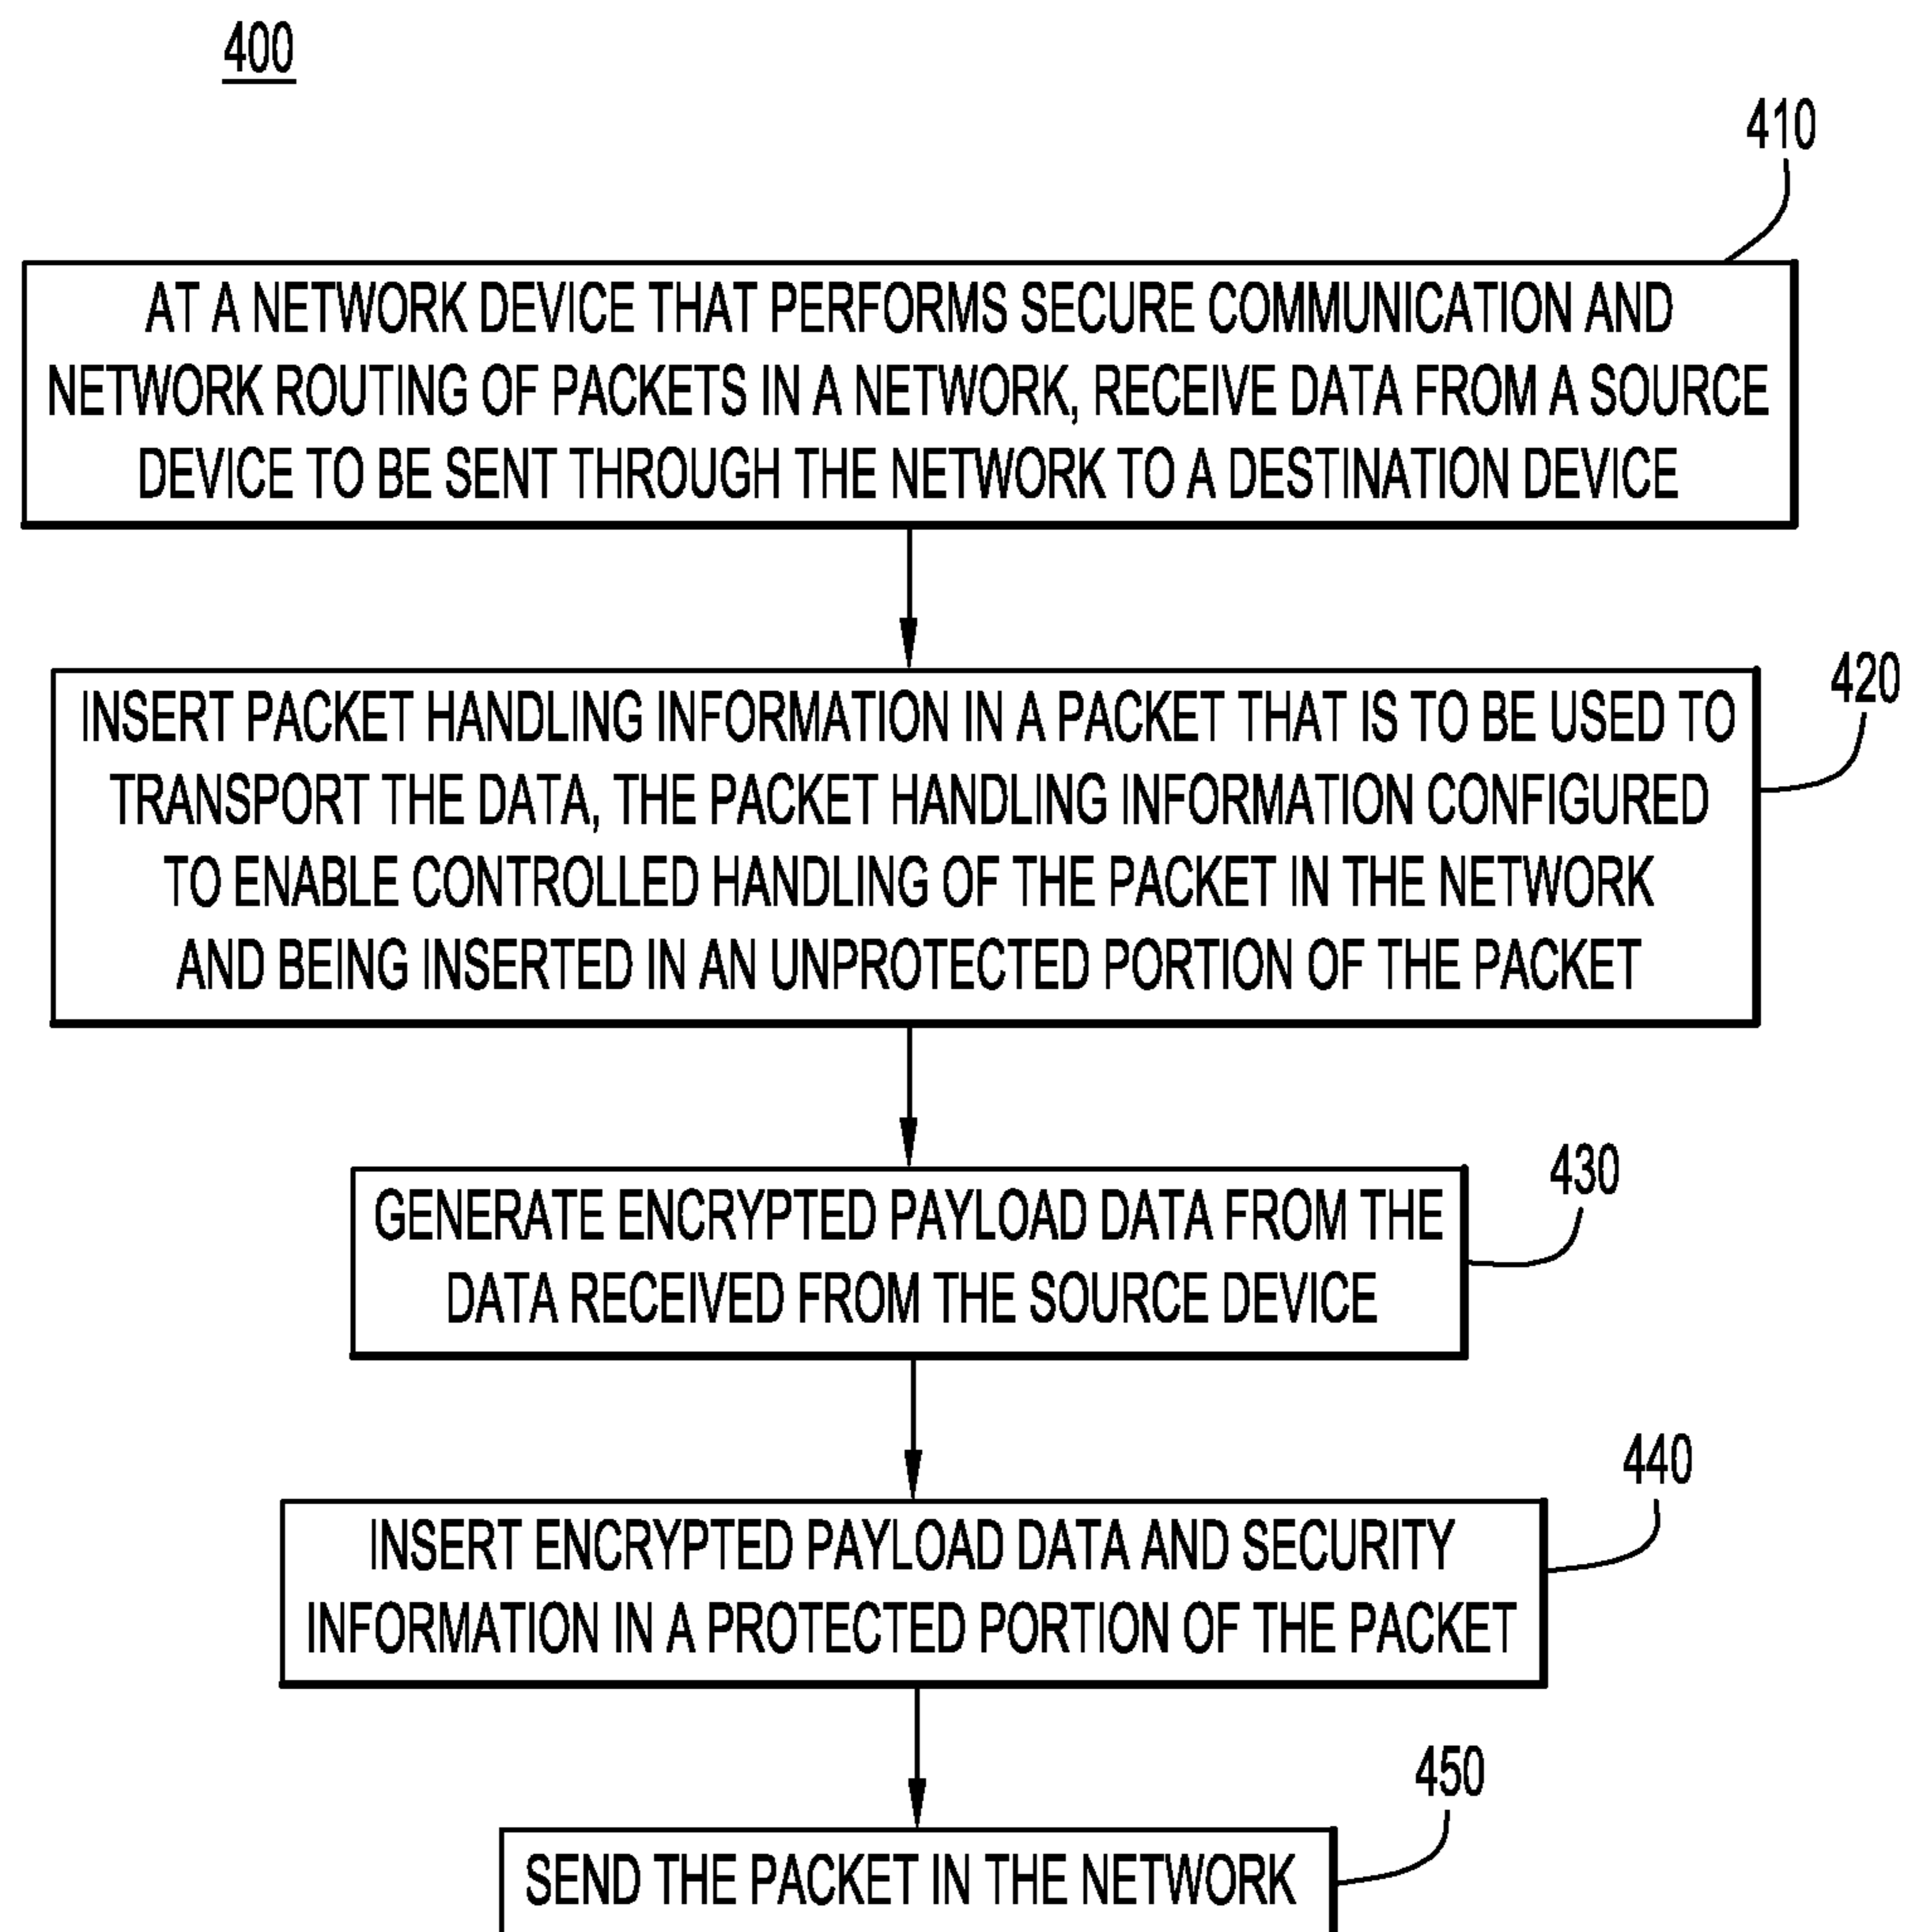 400
410
AT A NETWORK DEVICE THAT PERFORMS SECURE COMMUNICATION AND
NETWORK ROUTING OF PACKETS IN A NETWORK, RECEIVE DATA FROM A SOURCE
DEVICE TO BE SENT THROUGH THE NETWORK TO A DESTINATION DEVICE
420
INSERT PACKET HANDLING INFORMATION IN A PACKET THAT IS TO BE USED TO
TRANSPORT THE DATA, THE PACKET HANDLING INFORMATION CONFIGURED
TO ENABLE CONTROLLED HANDLING OF THE PACKET IN THE NETWORK
AND BEING INSERTED IN AN UNPROTECTED PORTION OF THE PACKET
430
GENERATE ENCRYPTED PAYLOAD DATA FROM THE
DATA RECEIVED FROM THE SOURCE DEVICE
440
INSERT ENCRYPTED PAYLOAD DATA AND SECURITY
INFORMATION IN A PROTECTED PORTION OF THE PACKET
450
SEND THE PACKET IN THE NETWORK